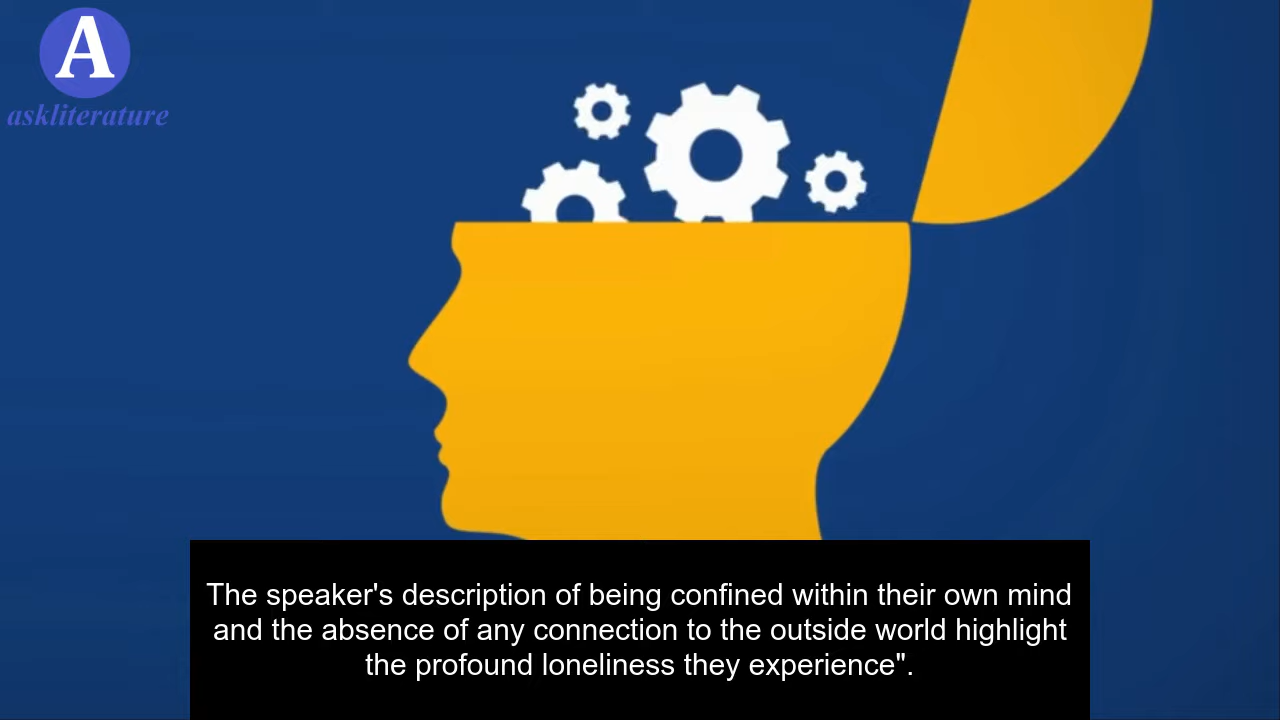 A
askliterature
The speaker's description of being confined within their own mind
and the absence of any connection to the outside world highlight
the profound loneliness they experience".